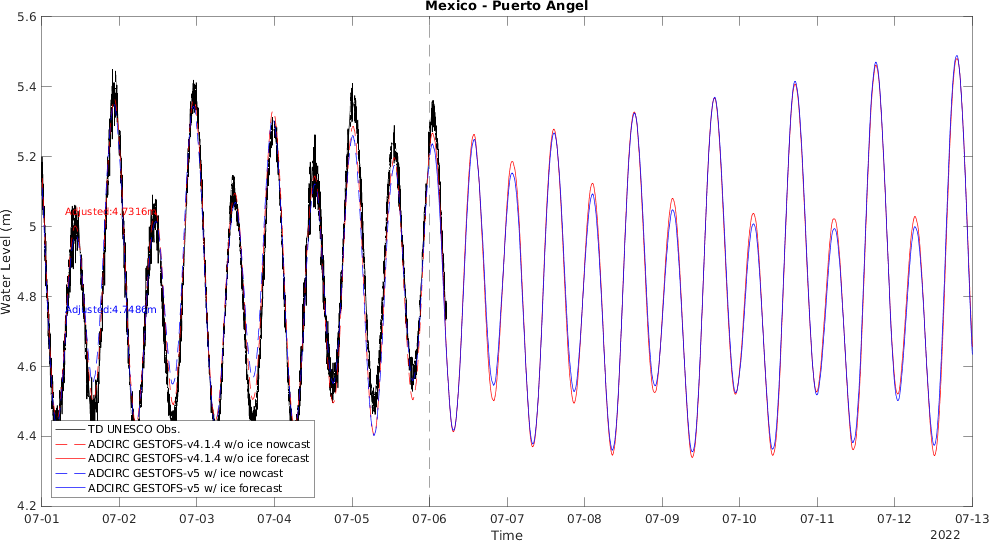 Mexico - Puerto Angel
5.6
5.4
5.2
5
4.8
4.6
4.4
4.2
Water Level (m)
Adjusted:4.7316m
Adjusted:4.7486m
TD UNESCO Obs.
ADCIRC GESTOFS-v4.1.4 w/o ice nowcast
ADCIRC GESTOFS-v4.1.4 w/o ice forecast
ADCIRC GESTOFS-v5 w/ ice nowcast
ADCIRC GESTOFS-v5 w/ ice forecast
07-01 07-02 07-03 07-04 07-05 07-06 07-07 07-08 07-09 07-10 07-11 07-12 07-13
Time
2022